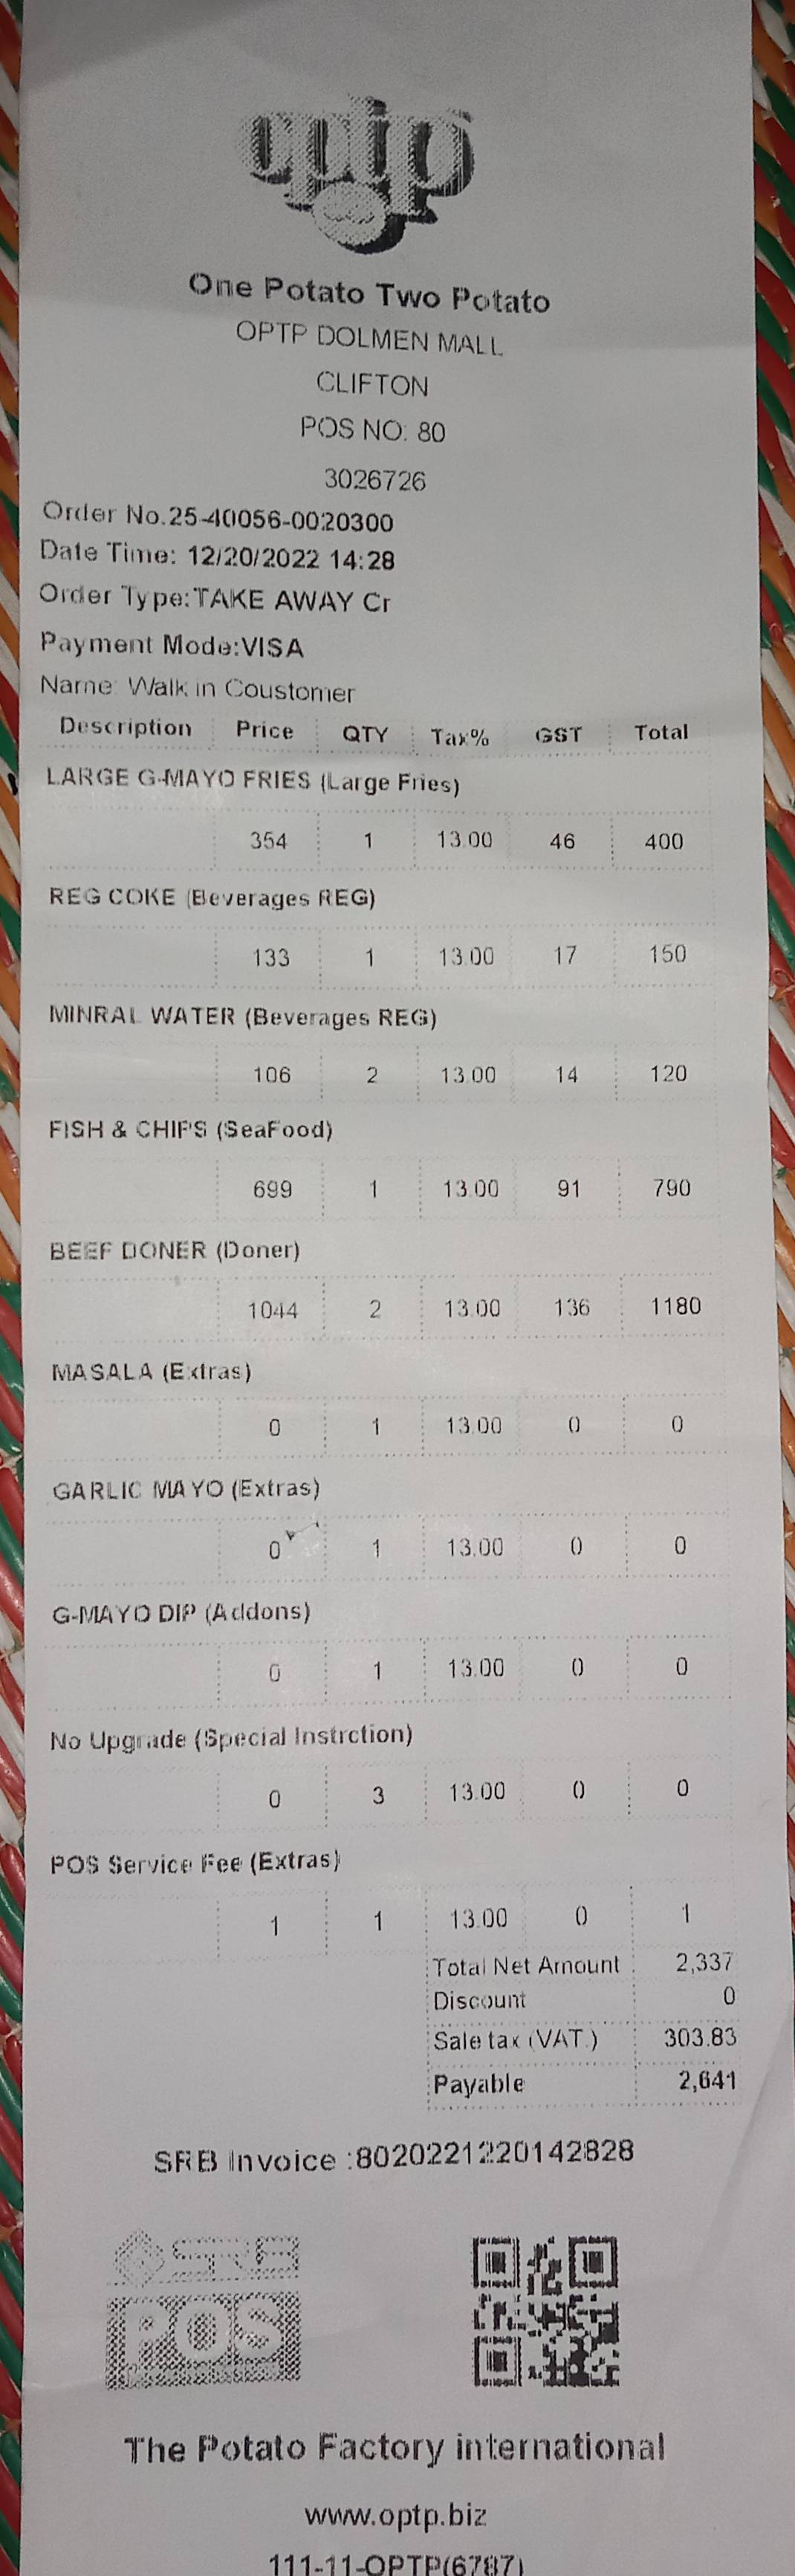 optp
One Potato Two Potato
OPTP DOLMEN MALL
CLIFTON
POS NO: 80
3026726
Order No.25-40056-0020300
Date Time: 12/20/2022 14:28
Order Type:TAKE AWAY Cr
Payment Mode:VISA
Name: Walk in Coustomer
Description Price QTY Tax% GST Total
LARGE G-MAYO FRIES (Large Fries)
354 1 13.00 46 400
REG COKE (Beverages REG)
133 1 13.00 17 150
MINRAL WATER (Beverages REG)
106 2 13.00 14 120
FISH & CHIPS (SeaFood)
699 1 13.00 91 790
BEEF DONER (Doner)
1044 2 13.00 136 1180
MASALA (Extras)
0 1 13.00 0 0
GARLIC MAYO (Extras)
0 1 13.00 0 0
G-MAYO DIP (Addons)
0 1 13.00 0 0
No Upgrade (Special Instrction)
0 3 13.00 0 0
POS Service Fee (Extras)
1 1 13.00 0 1
Total Net Amount 2,337
Discount 0
Sale tax (VAT.) 303.83
Payable 2,641
SRB Invoice :8020221220142828
SRB
POS
The Potato Factory international
www.optp.biz
111-11-OPTP(6787)